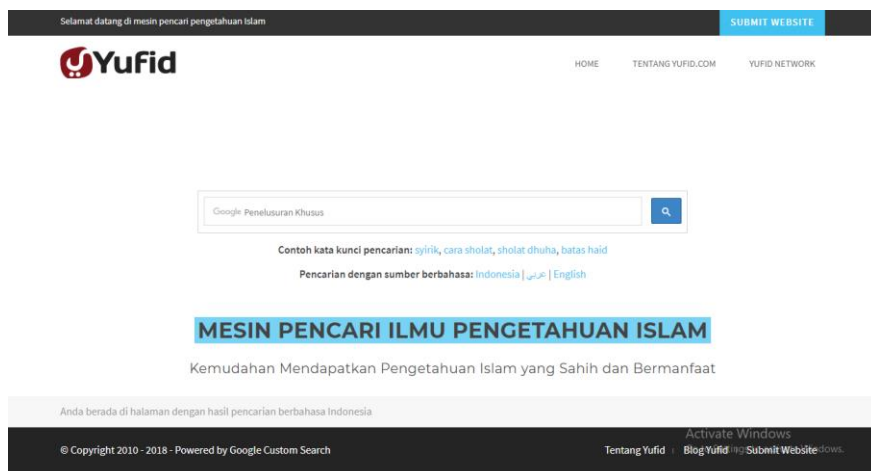 Selamat datang di mesin pencari pengetahuan Islam
SUBMIT WEBSITE
Yufid
HOME TENTANG YUFID.COM YUFID NETWORK
Google Penelusuran Khusus
Contoh kata kunci pencarian: syirik, cara sholat, sholat dhuha, batas haid
Pencarian dengan sumber berbahasa: Indonesia | عربي | English
MESIN PENCARI ILMU PENGETAHUAN ISLAM
Kemudahan Mendapatkan Pengetahuan Islam yang Sahih dan Bermanfaat
Anda berada di halaman dengan hasil pencarian berbahasa Indonesia
Activate Windows
© Copyright 2010 - 2018 - Powered by Google Custom Search
Tentang Yufid | Blog Yufid | Submit Website